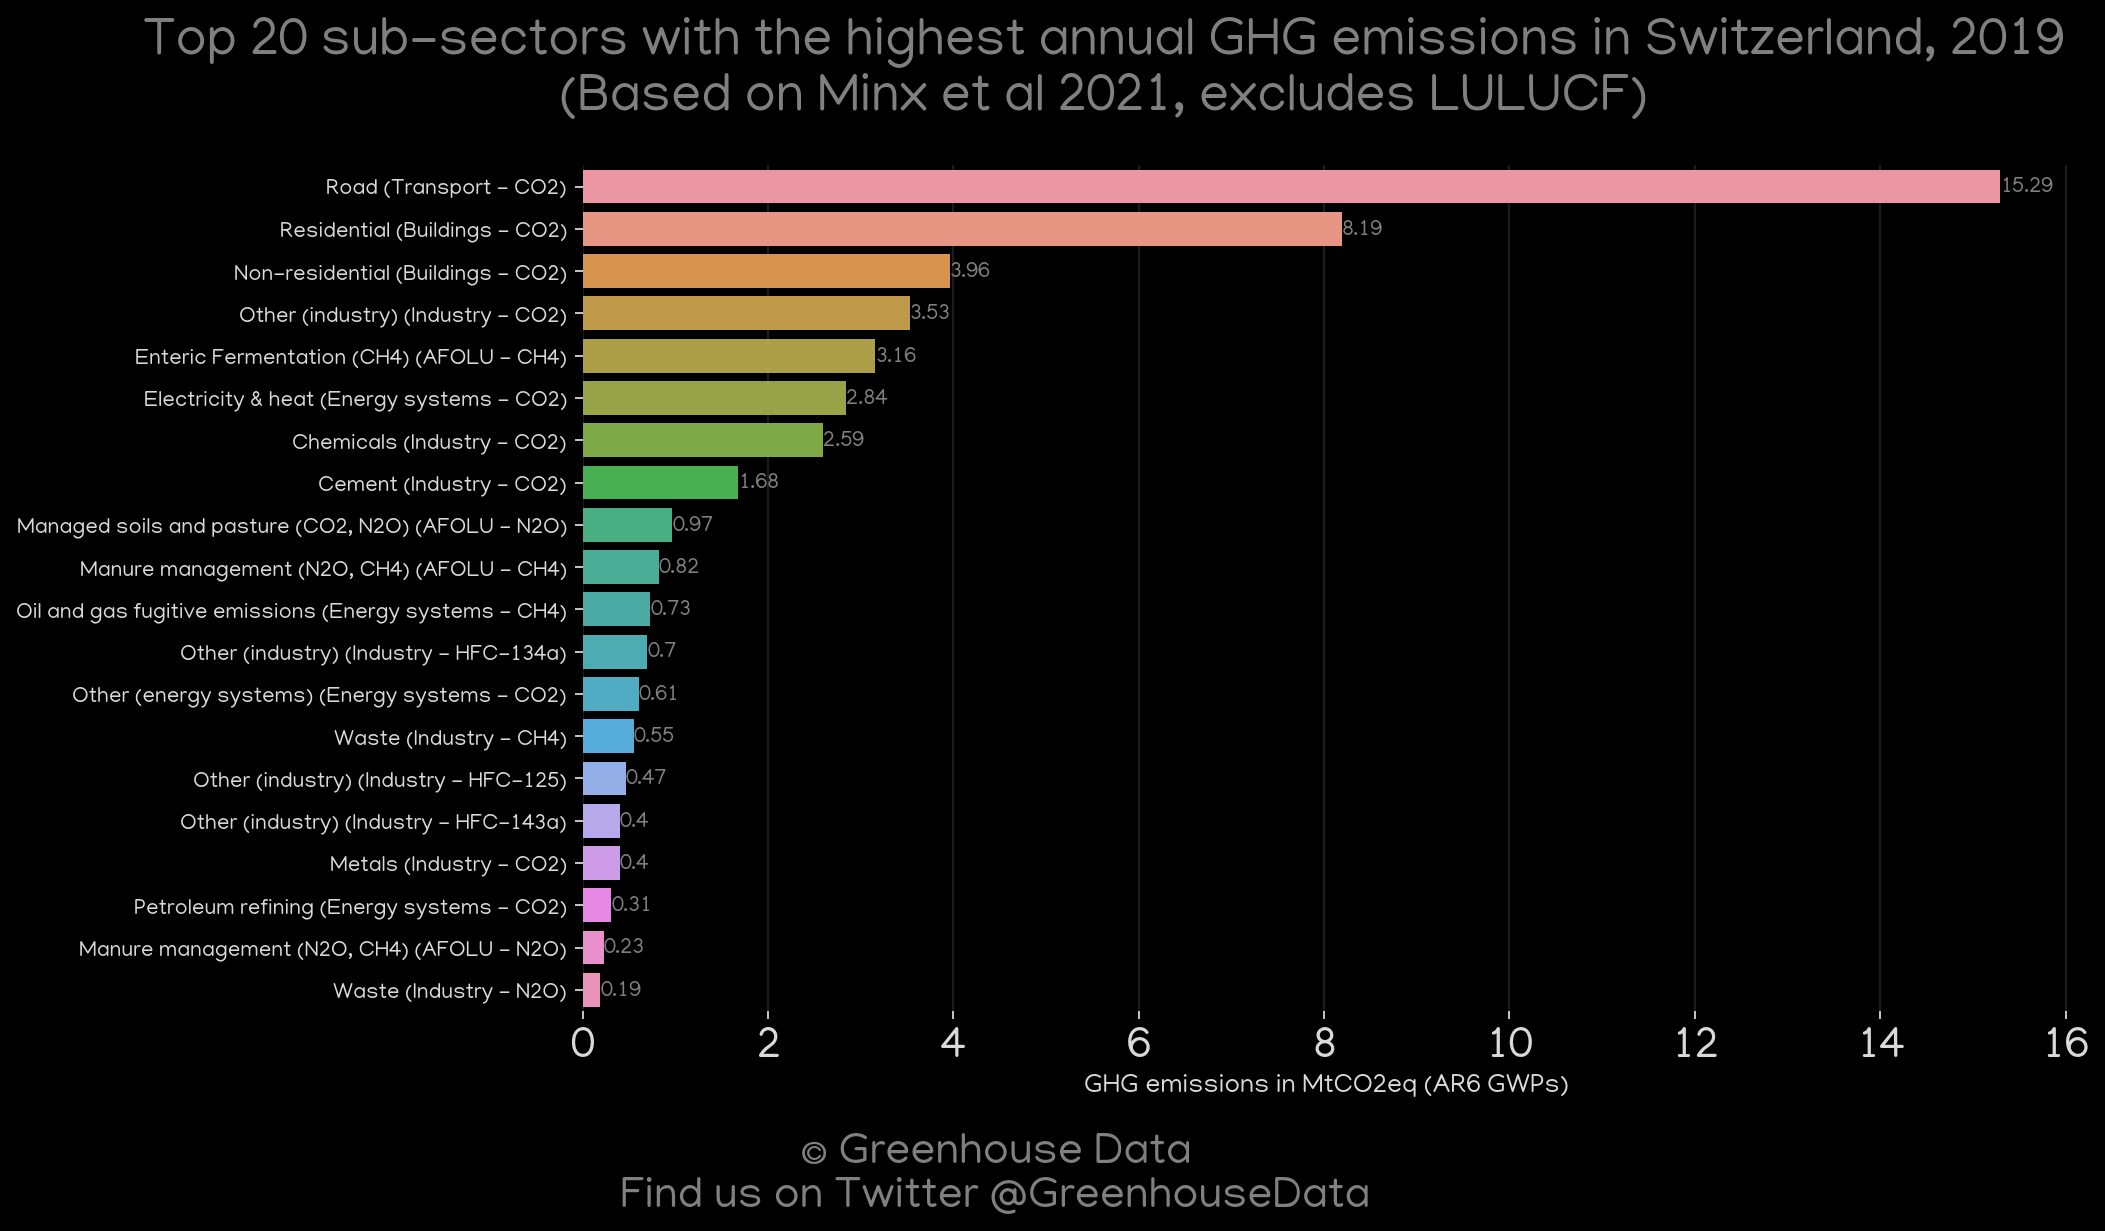 Top 20 sub-sectors with the highest annual GHG emissions in Switzerland, 2019
(Based on Minx et al 2021, excludes LULUCF)
Road (Transport - CO2) 15.29
Residential (Buildings - CO2) 8.19
Non-residential (Buildings - CO2) 3.96
Other (industry) (Industry - CO2) 3.53
Enteric Fermentation (CH4) (AFOLU - CH4) 3.16
Electricity & heat (Energy systems - CO2) 2.84
Chemicals (Industry - CO2) 2.59
Cement (Industry - CO2) 1.68
Managed soils and pasture (CO2, N2O) (AFOLU - N2O) 0.97
Manure management (N2O, CH4) (AFOLU - CH4) 0.82
Oil and gas fugitive emissions (Energy systems - CH4) 0.73
Other (industry) (Industry - HFC-134a) 0.7
Other (energy systems) (Energy systems - CO2) 0.61
Waste (Industry - CH4) 0.55
Other (industry) (Industry - HFC-125) 0.47
Other (industry) (Industry - HFC-143a) 0.4
Metals (Industry - CO2) 0.4
Petroleum refining (Energy systems - CO2) 0.31
Manure management (N2O, CH4) (AFOLU - N2O) 0.23
Waste (Industry - N2O) 0.19
0 2 4 6 8 10 12 14 16
GHG emissions in MtCO2eq (AR6 GWPs)
© Greenhouse Data
Find us on Twitter @GreenhouseData